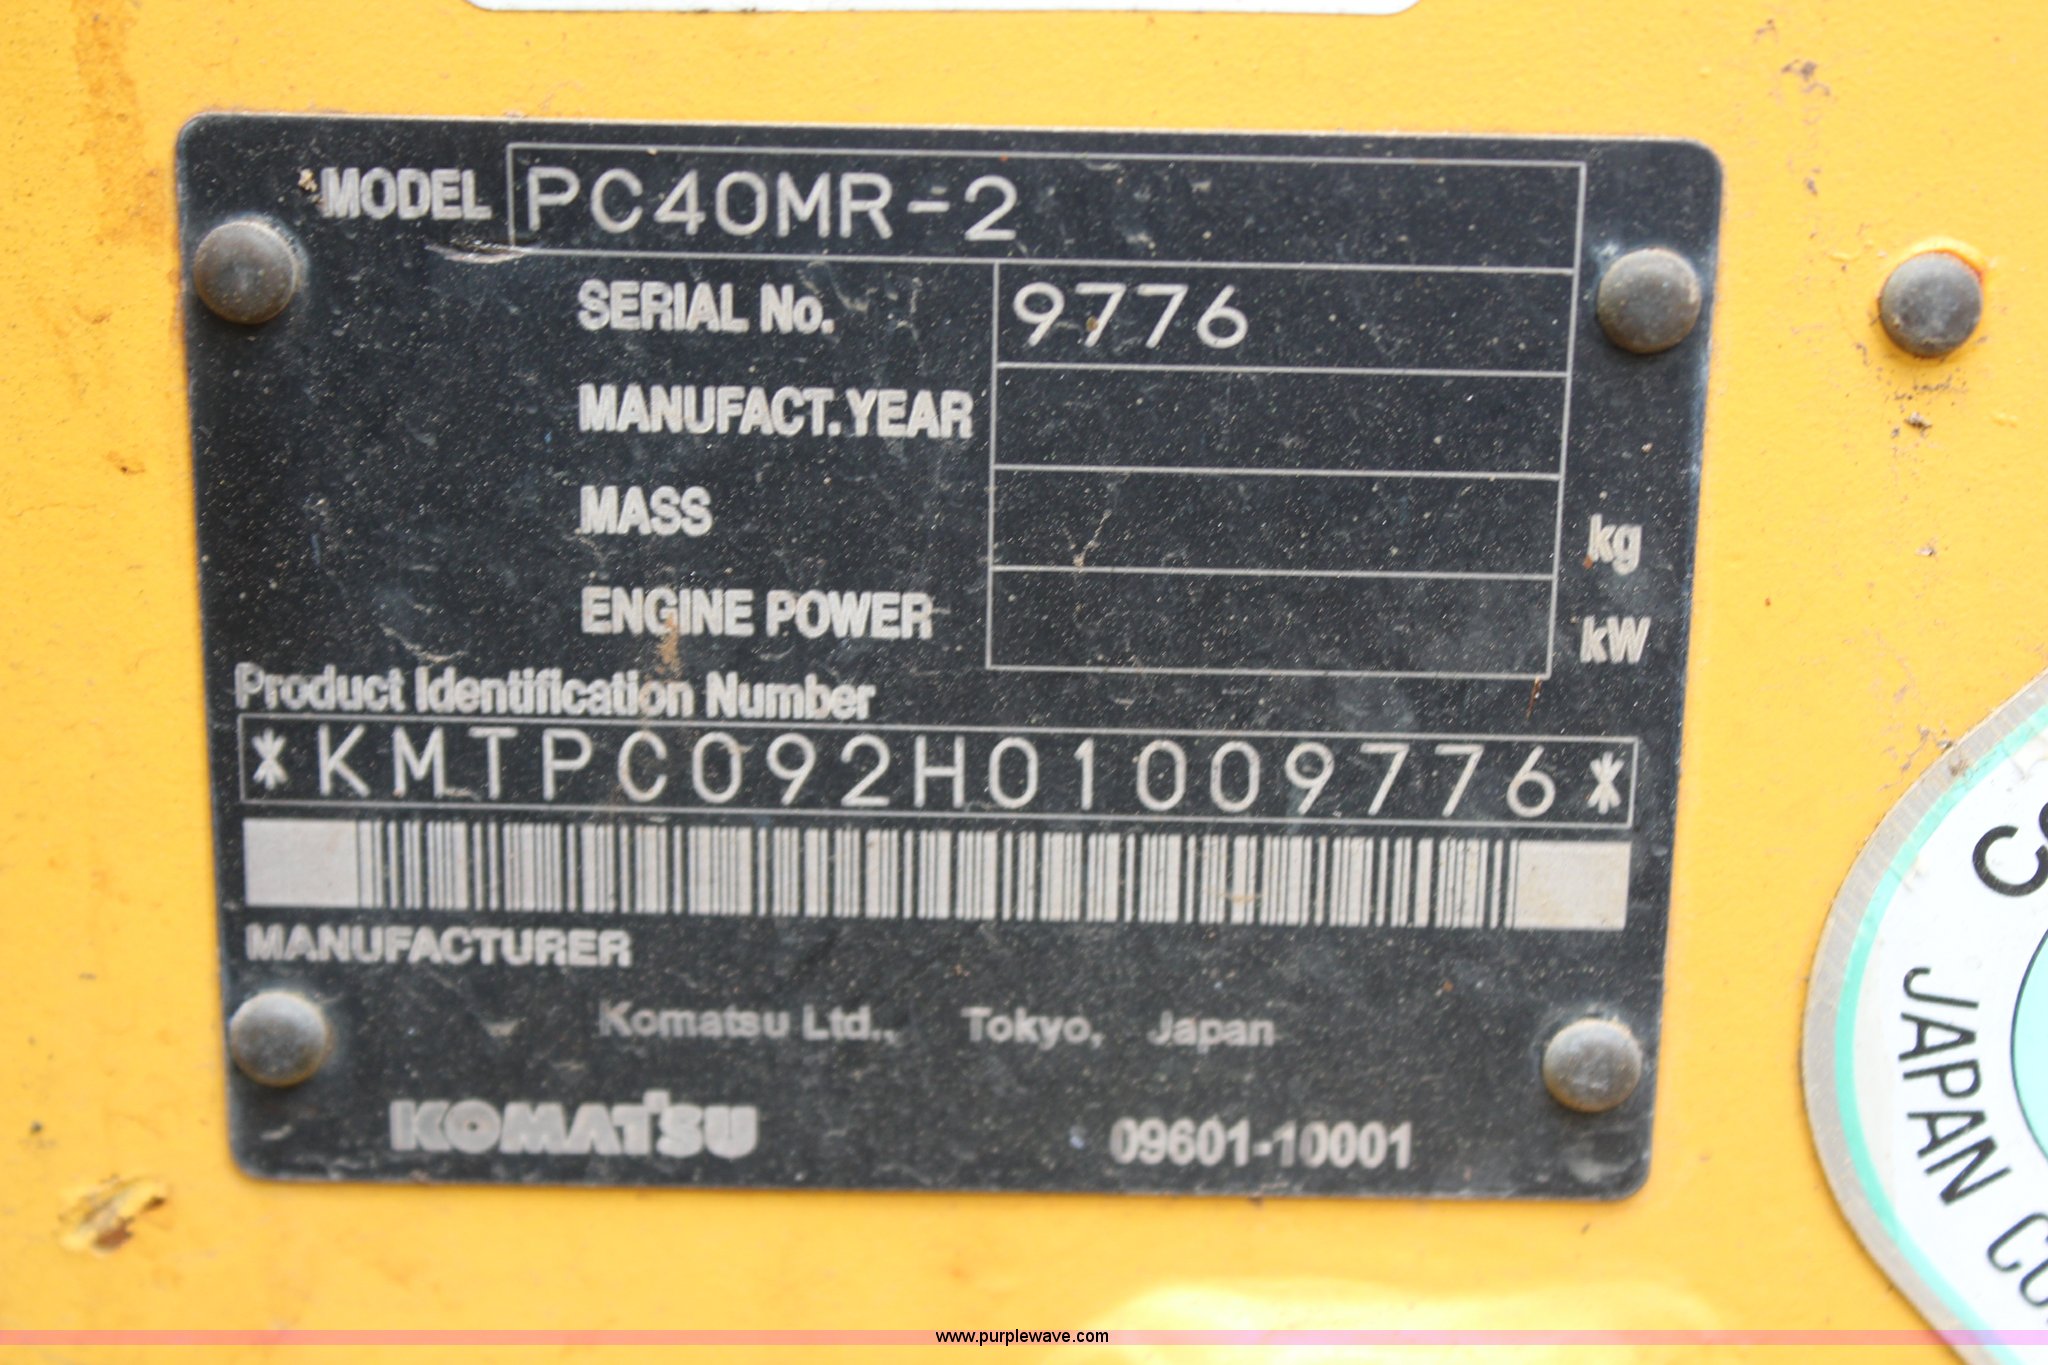 MODEL PC40MR-2
SERIAL No. 9776
MANUFACT.YEAR
MASS kg
ENGINE POWER kW
Product Identification Number
*KMTPC092H01009776*
MANUFACTURER
Komatsu Ltd., Tokyo, Japan
KOMATSU 09601-10001
JAPAN CO
www.purplewave.com